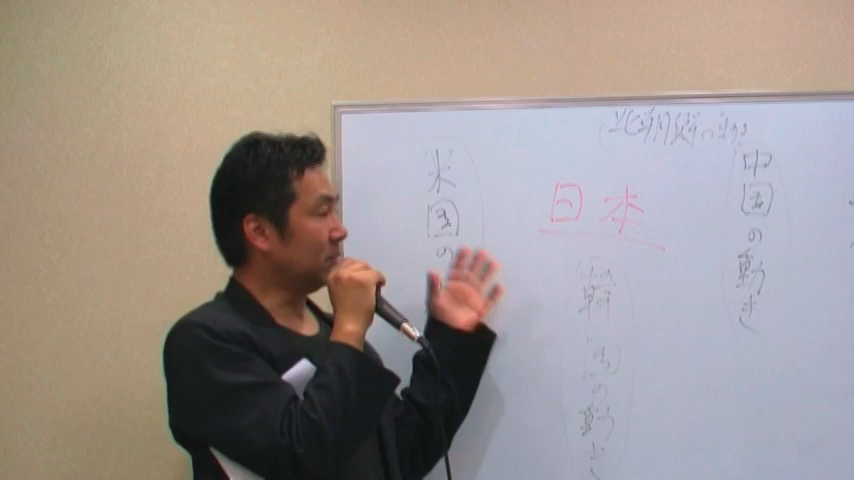 北朝鮮の動き
中国の動き
日本
米国の
韓国の動き